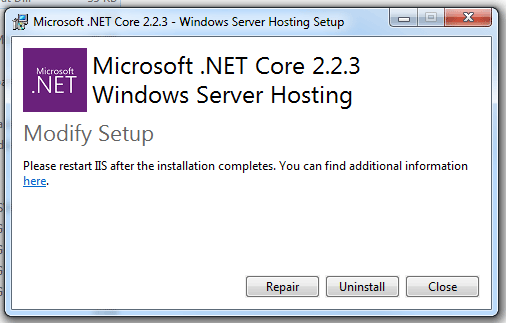 Microsoft .NET Core 2.2.3 - Windows Server Hosting Setup
Microsoft
.NET
Microsoft .NET Core 2.2.3
Windows Server Hosting
Modify Setup
Please restart IIS after the installation completes. You can find additional information
here.
Repair
Uninstall
Close